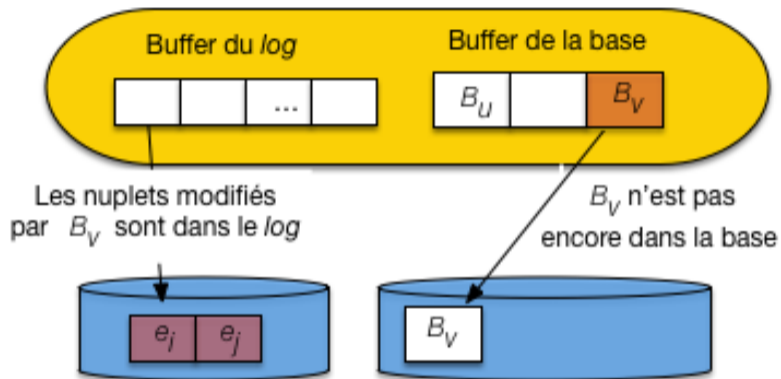 Buffer du log
Buffer de la base
...
Bu
Bv
Les nuplets modifiés
par Bv sont dans le log
Bv n'est pas
encore dans la base
ei
ej
Bv